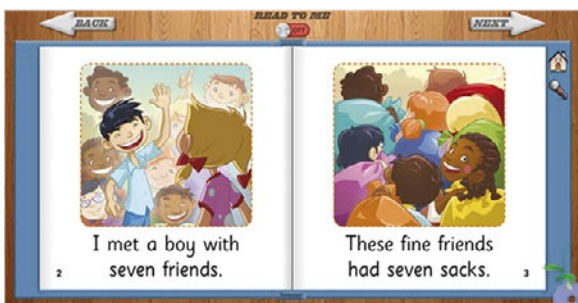 BACK
READ TO ME
OFF
NEXT
I met a boy with
seven friends.
2
These fine friends
had seven sacks.
3